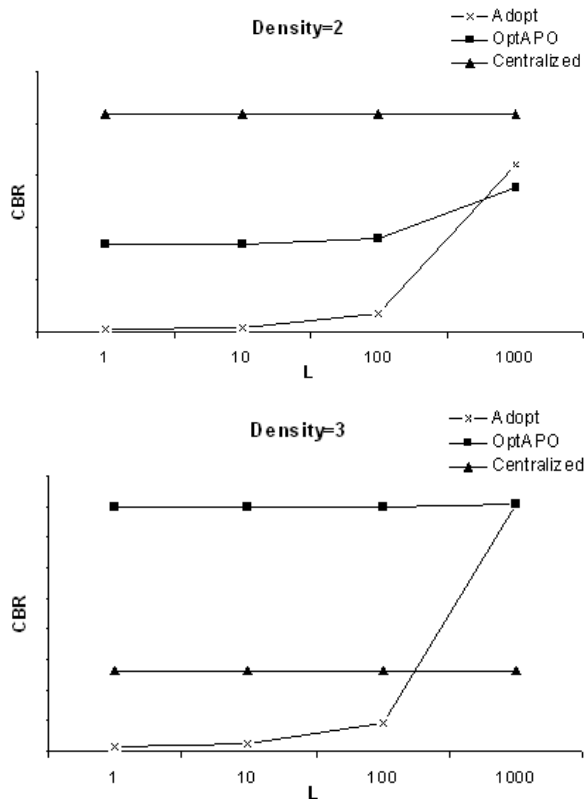 Density=2
Adopt
OptAPO
Centralized
CBR
1 10 100 1000
L
Density=3
Adopt
OptAPO
Centralized
CBR
1 10 100 1000
L